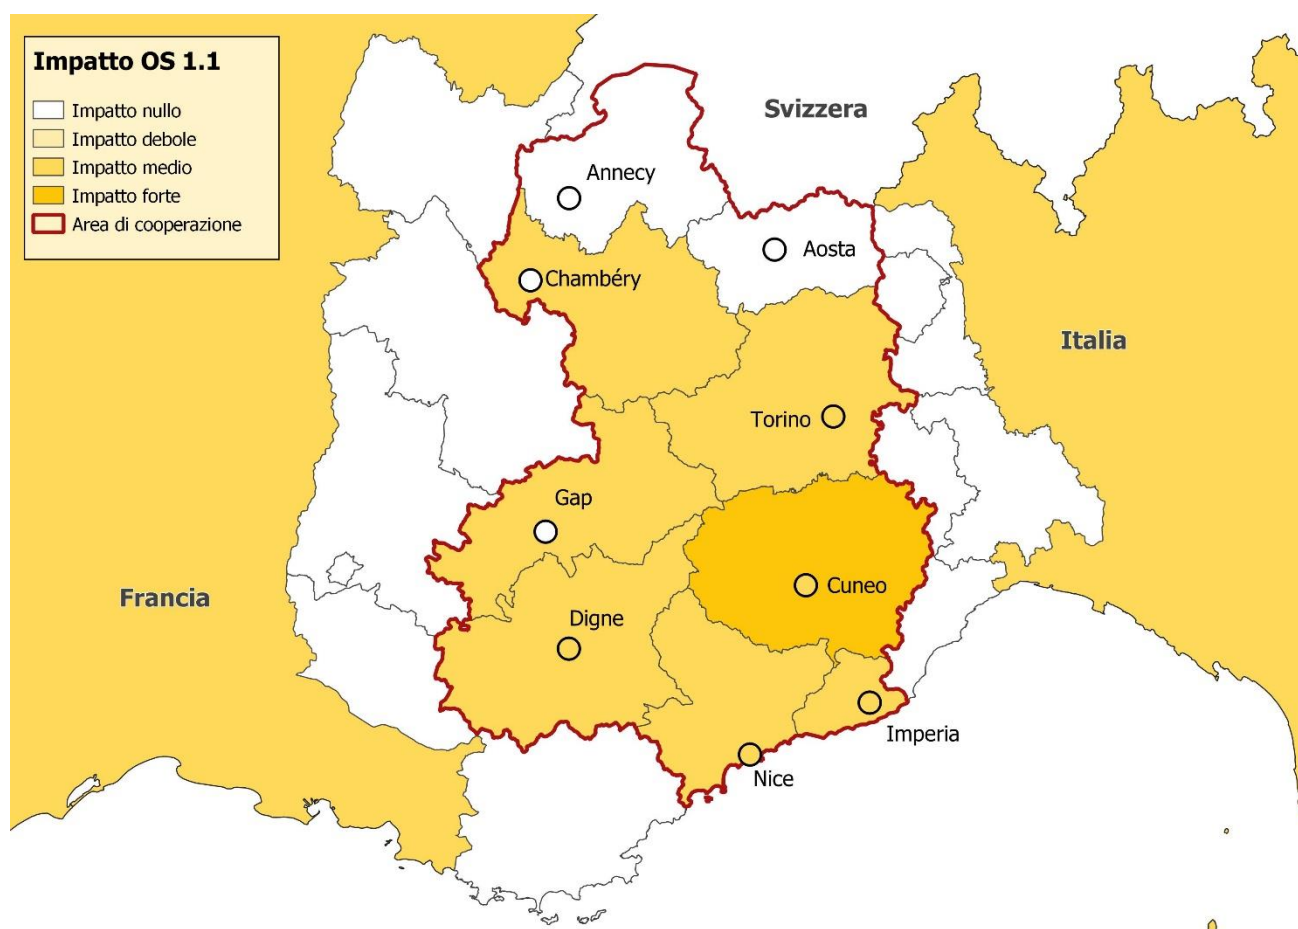 Impatto OS 1.1
Impatto nullo
Impatto debole
Impatto medio
Impatto forte
Area di cooperazione
Svizzera
Annecy
Aosta
Chambéry
Italia
Torino
Gap
Cuneo
Francia
Digne
Imperia
Nice